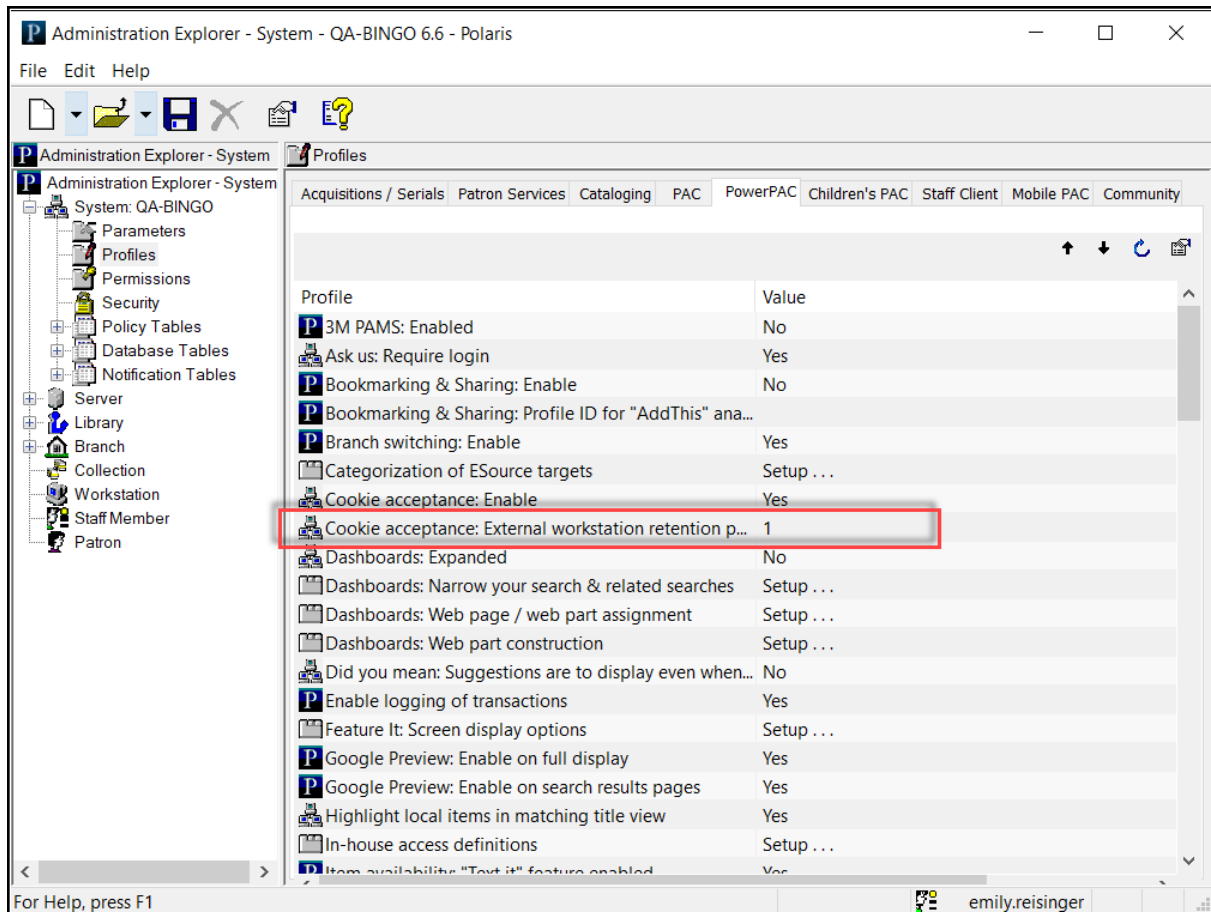 Administration Explorer - System - QA-BINGO 6.6 - Polaris
File Edit Help
Administration Explorer - System
Profiles
Administration Explorer - System
System: QA-BINGO
Parameters
Profiles
Permissions
Security
Policy Tables
Database Tables
Notification Tables
Server
Library
Branch
Collection
Workstation
Staff Member
Patron
Acquisitions / Serials Patron Services Cataloging PAC PowerPAC Children's PAC Staff Client Mobile PAC Community
Profile Value
3M PAMS: Enabled No
Ask us: Require login Yes
Bookmarking & Sharing: Enable No
Bookmarking & Sharing: Profile ID for "AddThis" ana...
Branch switching: Enable Yes
Categorization of ESource targets Setup . . .
Cookie acceptance: Enable Yes
Cookie acceptance: External workstation retention p... 1
Dashboards: Expanded No
Dashboards: Narrow your search & related searches Setup . . .
Dashboards: Web page / web part assignment Setup . . .
Dashboards: Web part construction Setup . . .
Did you mean: Suggestions are to display even when... No
Enable logging of transactions Yes
Feature It: Screen display options Setup . . .
Google Preview: Enable on full display Yes
Google Preview: Enable on search results pages Yes
Highlight local items in matching title view Yes
In-house access definitions Setup . . .
Item availability: "Text it" feature enabled Yes
For Help, press F1
emily.reisinger